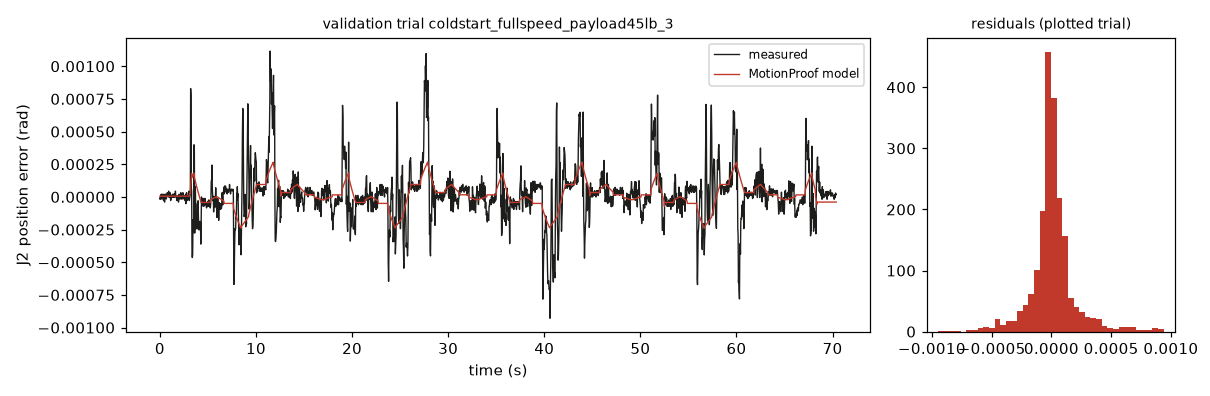 validation trial coldstart_fullspeed_payload45lb_3
J2 position error (rad)
0.00100
0.00075
0.00050
0.00025
0.00000
−0.00025
−0.00050
−0.00075
−0.00100
measured
MotionProof model
0 10 20 30 40 50 60 70
time (s)
residuals (plotted trial)
400
300
200
100
0
−0.0010 −0.0005 0.0000 0.0005 0.0010